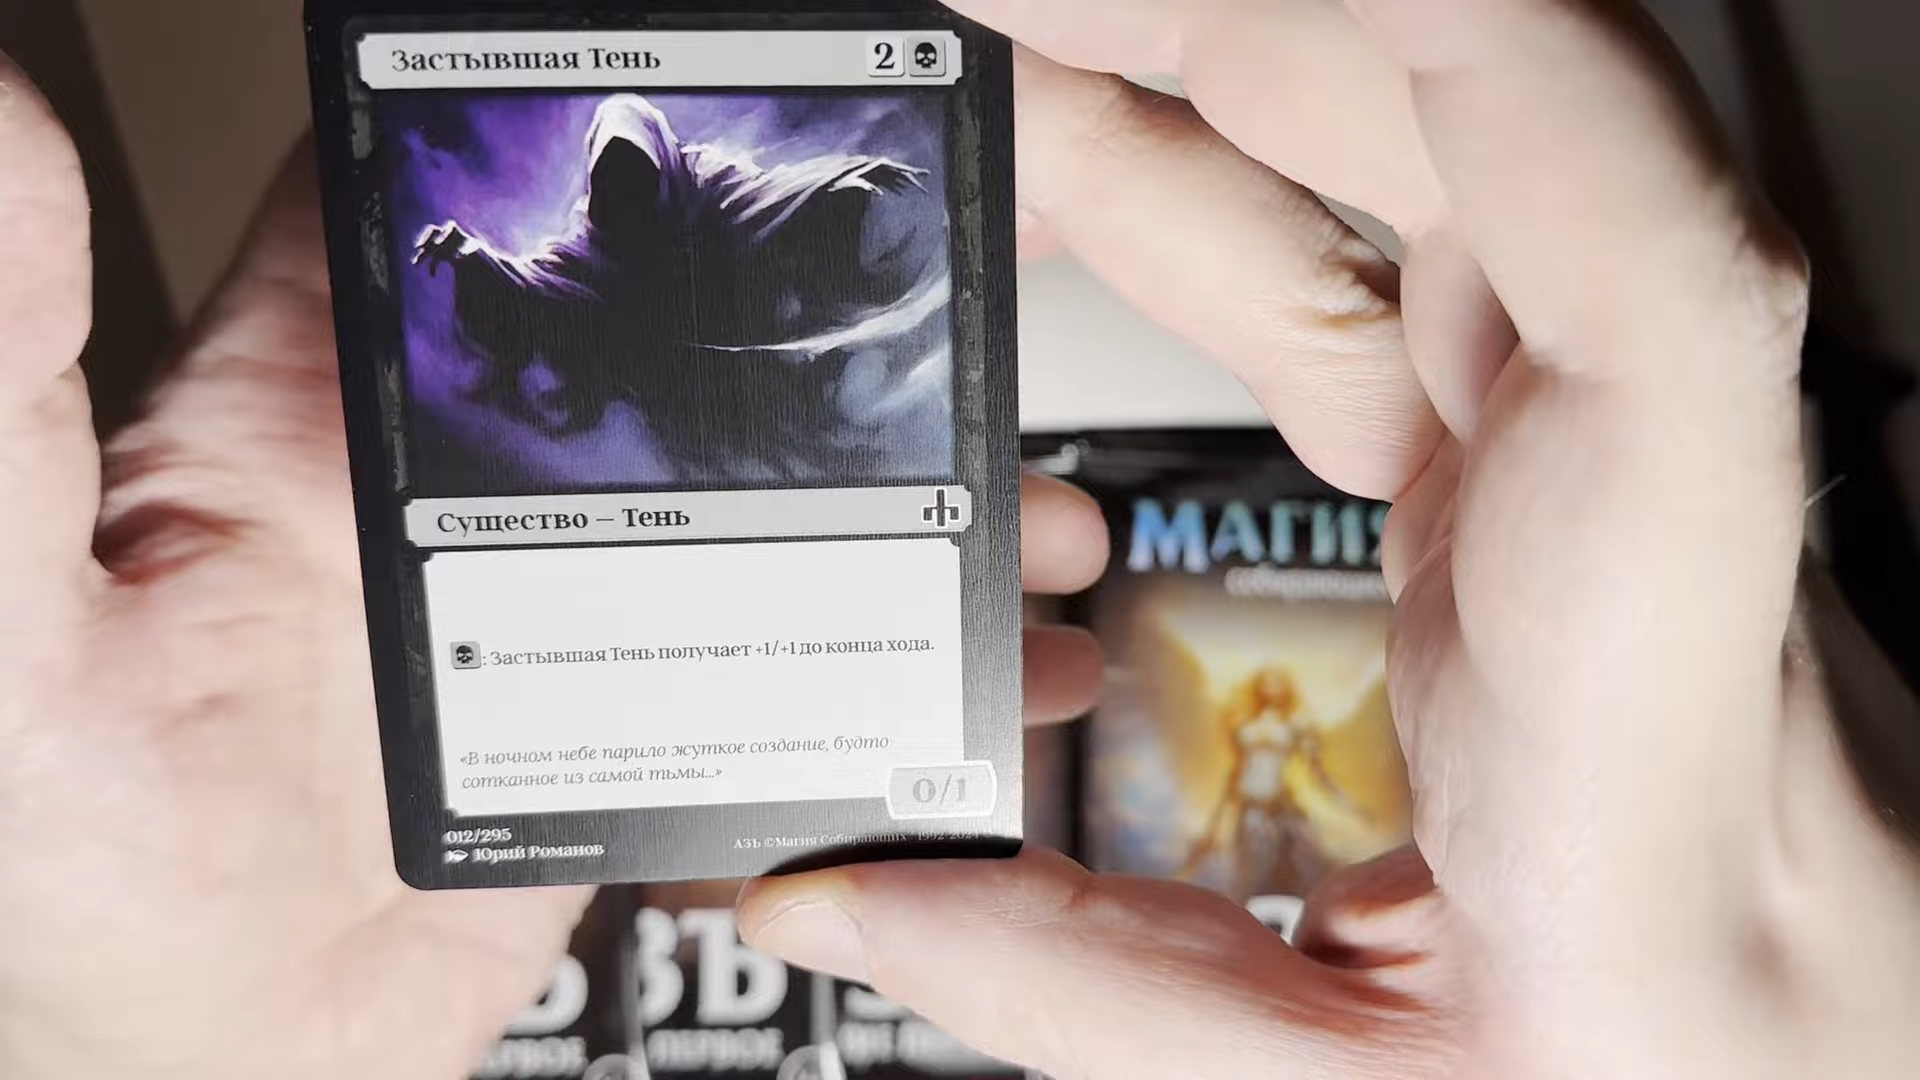 Застывшая Тень
2
Существо – Тень
: Застывшая Тень получает +1/+1 до конца хода.
«В ночном небе парило жуткое создание, будто
сотканное из самой тьмы...»
0/1
012/295
Юрий Романов
АЗЪ ©Магия Собирающих
МАГИЯ